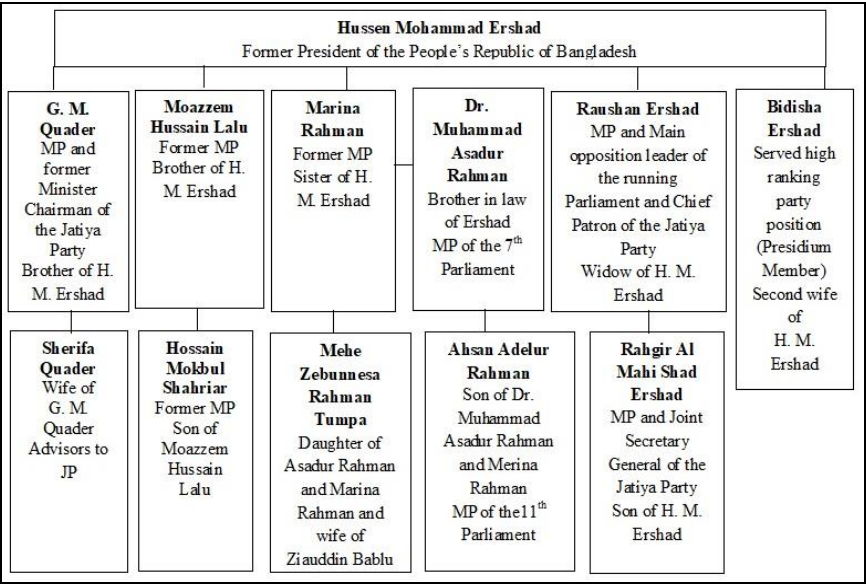 Hussen Mohammad Ershad
Former President of the People's Republic of Bangladesh
G. M.
Quader
MP and
former
Minister
Chairman of
the Jatiya
Party
Brother of H.
M. Ershad
Moazzem
Hussain Lalu
Former MP
Brother of H.
M. Ershad
Marina
Rahman
Former MP
Sister of H.
M. Ershad
Dr.
Muhammad
Asadur
Rahman
Brother in law
of Ershad
MP of the 7th
Parliament
Raushan Ershad
MP and Main
opposition leader of
the running
Parliament and Chief
Patron of the Jatiya
Party
Widow of H. M.
Ershad
Bidisha
Ershad
Served high
ranking
party
position
(Presidium
Member)
Second wife
of
H. M.
Ershad
Sherifa
Quader
Wife of
G. M.
Quader
Advisors to
JP
Hossain
Mokbul
Shahriar
Former MP
Son of
Moazzem
Hussain
Lalu
Mehe
Zebunnesa
Rahman
Tumpa
Daughter of
Asadur Rahman
and Marina
Rahman and
wife of
Ziauddin Bablu
Ahsan Adelur
Rahman
Son of Dr.
Muhammad
Asadur Rahman
and Merina
Rahman
MP of the11th
Parliament
Rahgir Al
Mahi Shad
Ershad
MP and Joint
Secretary
General of the
Jatiya Party
Son of H. M.
Ershad